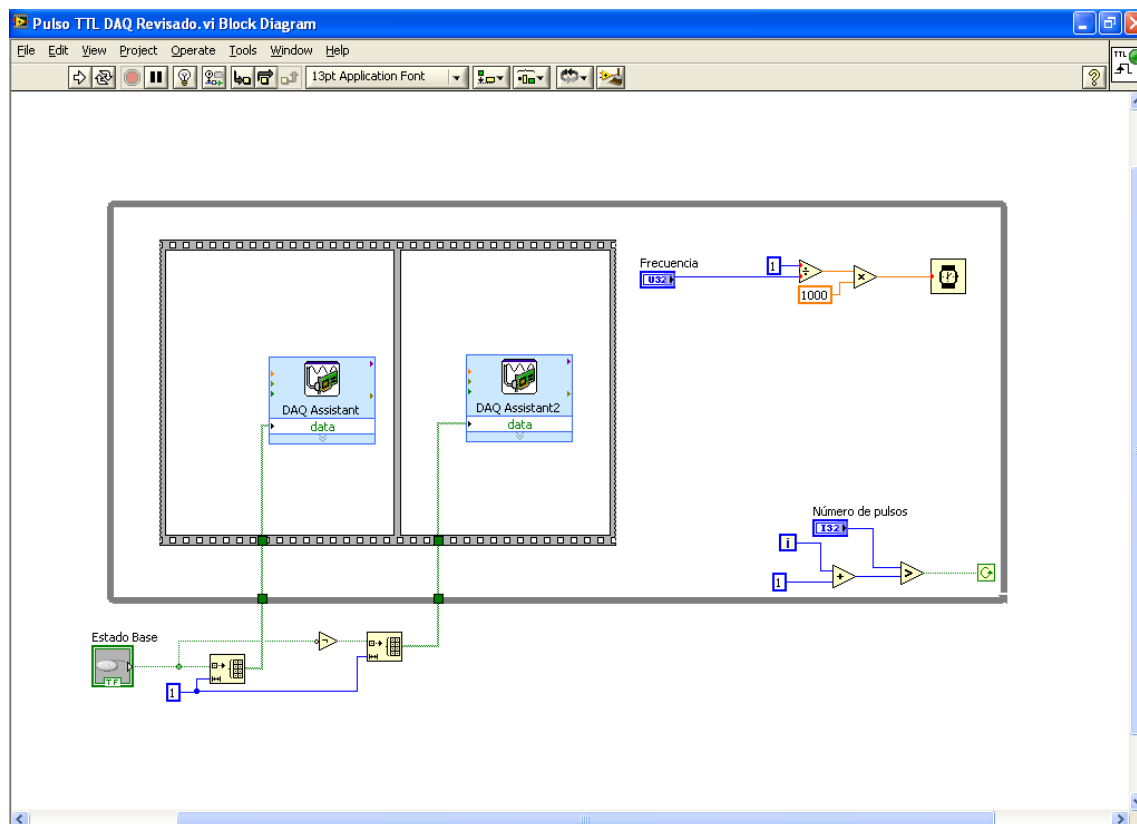 Pulso TTL DAQ Revisado.vi Block Diagram
File Edit View Project Operate Tools Window Help
13pt Application Font
?
TTL
Frecuencia
U32
1
÷
x
1000
DAQ Assistant
data
DAQ Assistant2
data
Número de pulsos
I32
i
1
+
>
Estado Base
TF
1